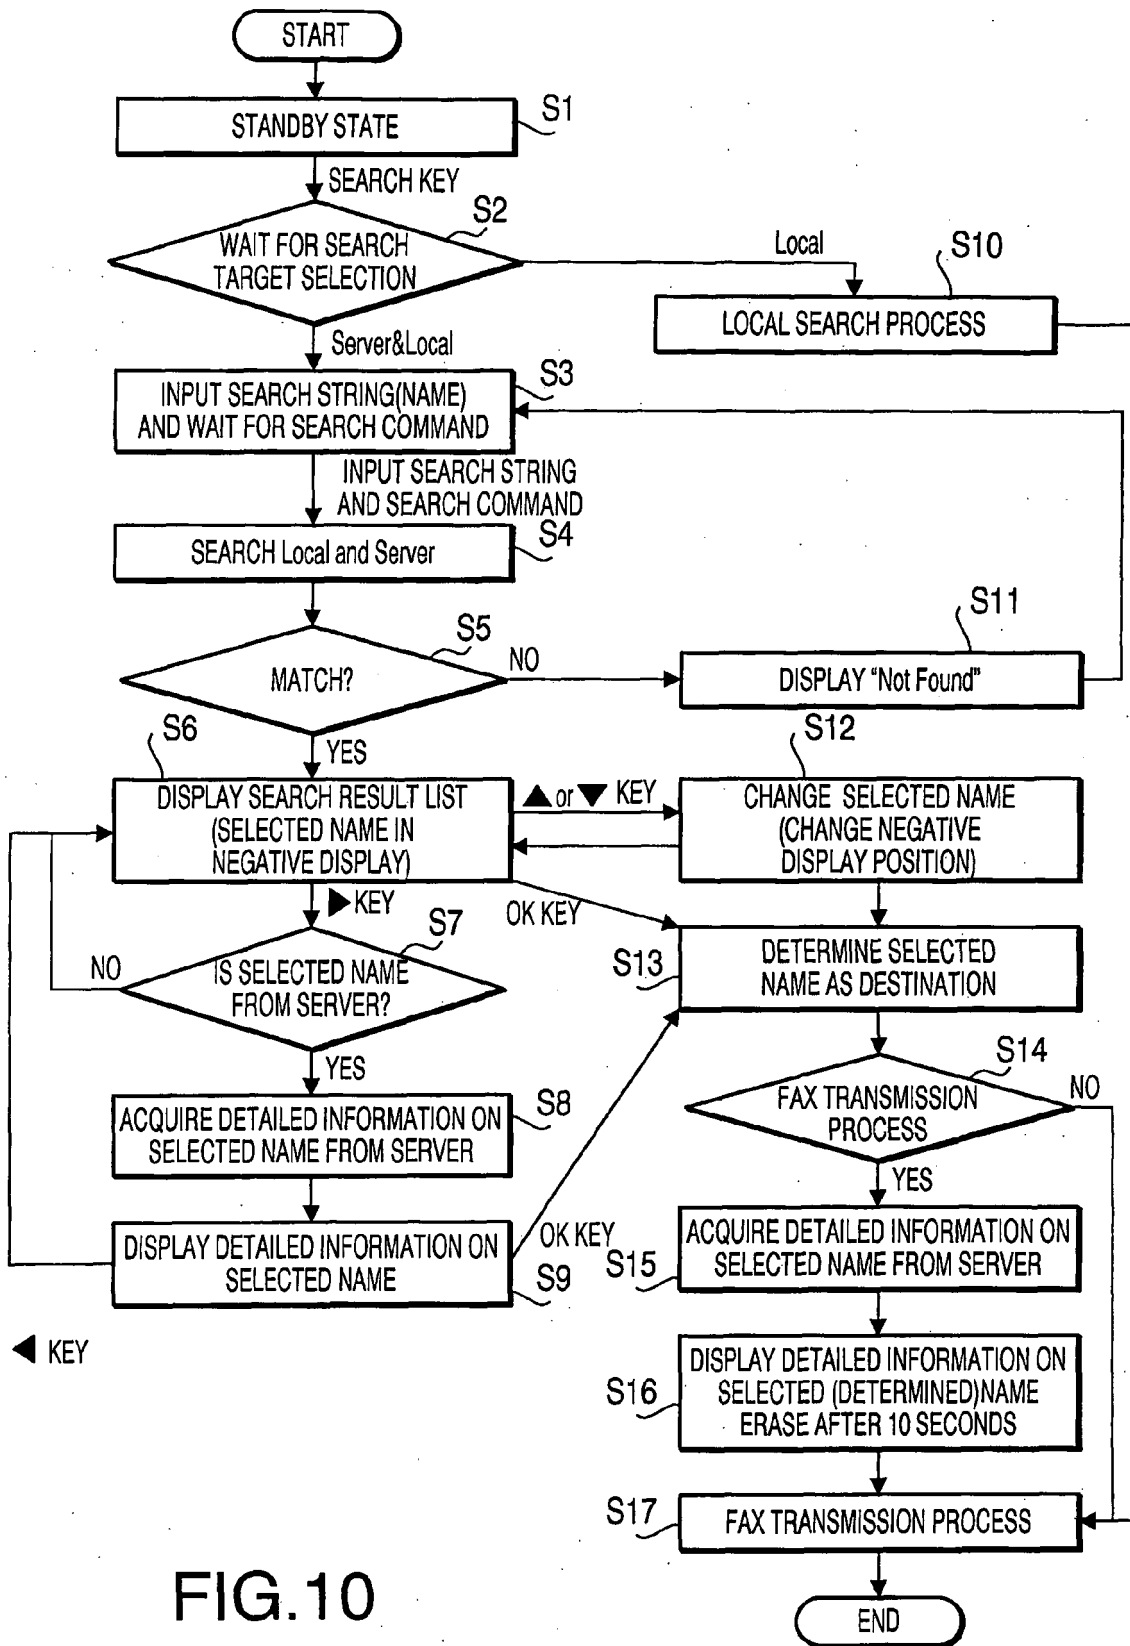 START
STANDBY STATE
S1
SEARCH KEY
S2
WAIT FOR SEARCH
TARGET SELECTION
Local
S10
LOCAL SEARCH PROCESS
Server&Local
S3
INPUT SEARCH STRING(NAME)
AND WAIT FOR SEARCH COMMAND
INPUT SEARCH STRING
AND SEARCH COMMAND
S4
SEARCH Local and Server
S5
MATCH?
NO
S11
DISPLAY "Not Found"
YES
S6
DISPLAY SEARCH RESULT LIST
(SELECTED NAME IN
NEGATIVE DISPLAY)
▲ or ▼ KEY
S12
CHANGE SELECTED NAME
(CHANGE NEGATIVE
DISPLAY POSITION)
▶ KEY
OK KEY
S7
IS SELECTED NAME
FROM SERVER?
NO
S13
DETERMINE SELECTED
NAME AS DESTINATION
YES
S14
FAX TRANSMISSION
PROCESS
NO
S8
ACQUIRE DETAILED INFORMATION ON
SELECTED NAME FROM SERVER
YES
DISPLAY DETAILED INFORMATION ON
SELECTED NAME
S9
OK KEY
S15
ACQUIRE DETAILED INFORMATION ON
SELECTED NAME FROM SERVER
◀ KEY
S16
DISPLAY DETAILED INFORMATION ON
SELECTED (DETERMINED)NAME
ERASE AFTER 10 SECONDS
S17
FAX TRANSMISSION PROCESS
END
FIG.10